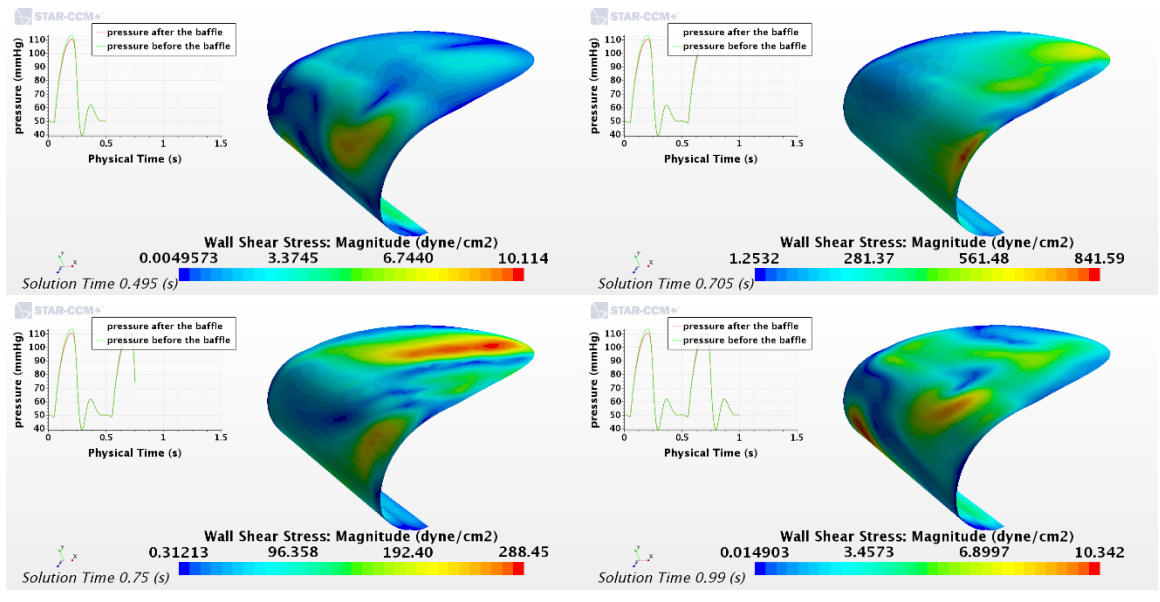 STAR-CCM+
pressure after the baffle
pressure before the baffle
110
100
90
80
70
60
50
40
pressure (mmHg)
0 0.5 1 1.5
Physical Time (s)
Wall Shear Stress: Magnitude (dyne/cm2)
0.0049573 3.3745 6.7440 10.114
Y X Z
Solution Time 0.495 (s)
STAR-CCM+
pressure after the baffle
pressure before the baffle
110
100
90
80
70
60
50
40
pressure (mmHg)
0 0.5 1 1.5
Physical Time (s)
Wall Shear Stress: Magnitude (dyne/cm2)
1.2532 281.37 561.48 841.59
Y X Z
Solution Time 0.705 (s)
STAR-CCM+
pressure after the baffle
pressure before the baffle
110
100
90
80
70
60
50
40
pressure (mmHg)
0 0.5 1 1.5
Physical Time (s)
Wall Shear Stress: Magnitude (dyne/cm2)
0.31213 96.358 192.40 288.45
Y X Z
Solution Time 0.75 (s)
STAR-CCM+
pressure after the baffle
pressure before the baffle
110
100
90
80
70
60
50
40
pressure (mmHg)
0 0.5 1 1.5
Physical Time (s)
Wall Shear Stress: Magnitude (dyne/cm2)
0.014903 3.4573 6.8997 10.342
Y X Z
Solution Time 0.99 (s)